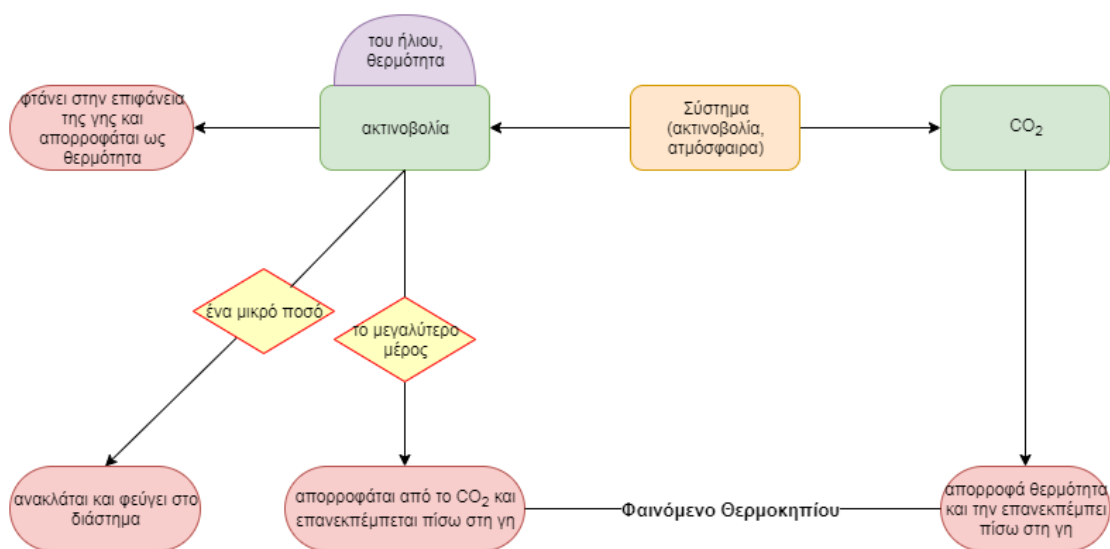 του ήλιου,
θερμότητα
φτάνει στην επιφάνεια
της γης και
απορροφάται ως
θερμότητα
ακτινοβολία
Σύστημα
(ακτινοβολία,
ατμόσφαιρα)
CO2
ένα μικρό ποσό
το μεγαλύτερο
μέρος
ανακλάται και φεύγει στο
διάστημα
απορροφάται από το CO2 και
επανεκπέμπεται πίσω στη γη
Φαινόμενο Θερμοκηπίου
απορροφά θερμότητα
και την επανεκπέμπει
πίσω στη γη